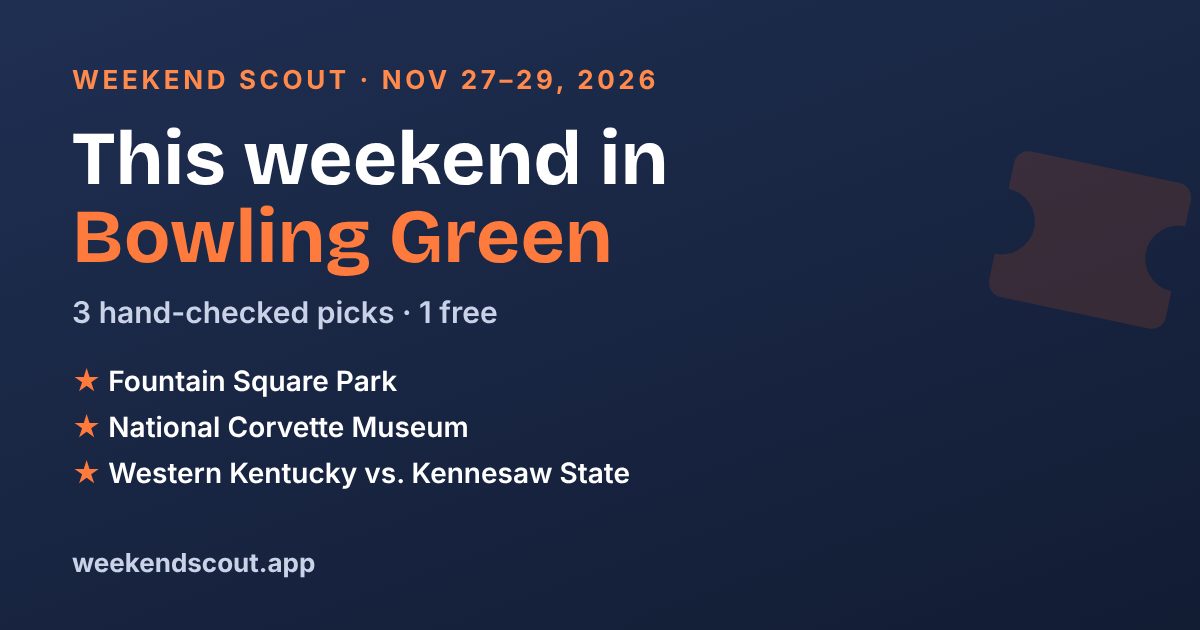 WEEKEND SCOUT · NOV 27–29, 2026
This weekend in
Bowling Green
3 hand-checked picks · 1 free
★ Fountain Square Park
★ National Corvette Museum
★ Western Kentucky vs. Kennesaw State
weekendscout.app